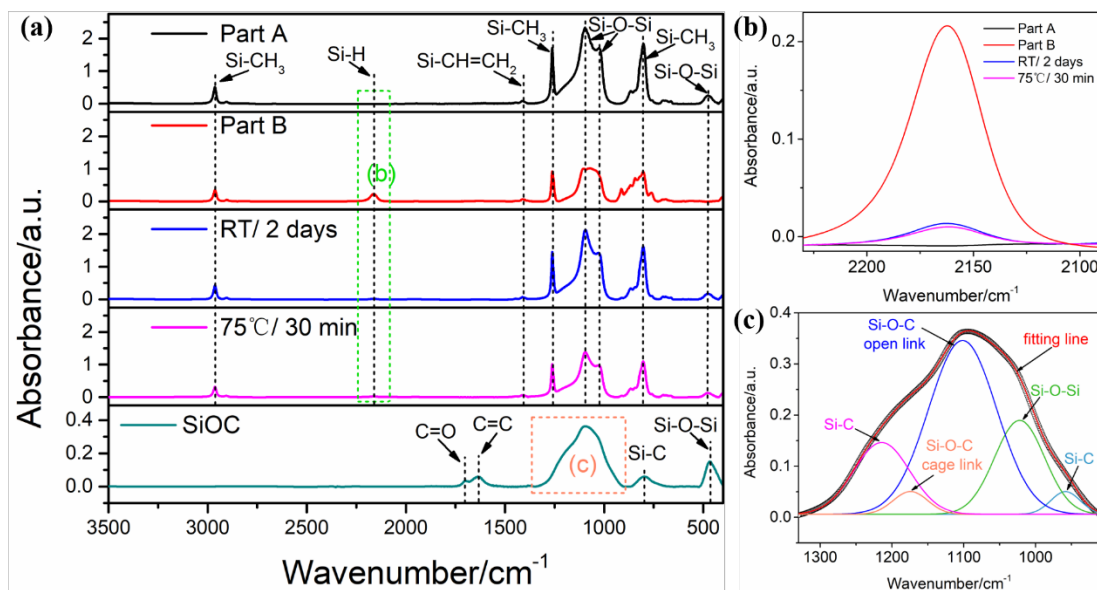 (a)
Absorbance/a.u.
Part A
Si-CH3
Si-H
Si-CH=CH2
Si-CH3
Si-O-Si
Si-CH3
Si-O-Si
2
1
0
Part B
(b)
2
1
0
RT/ 2 days
2
1
0
75℃/ 30 min
2
1
0
SiOC
C=O
C=C
(c)
Si-C
Si-O-Si
0.4
0.2
0.0
3500 3000 2500 2000 1500 1000 500
Wavenumber/cm-1
(b)
Part A
Part B
RT/ 2 days
75℃/ 30 min
Absorbance/a.u.
0.2
0.1
0.0
2200 2150 2100
Wavenumber/cm-1
(c)
Absorbance/a.u.
0.4
0.3
0.2
0.1
0.0
Si-O-C
open link
fitting line
Si-C
Si-O-C
cage link
Si-O-Si
Si-C
1300 1200 1100 1000
Wavenumber/cm-1